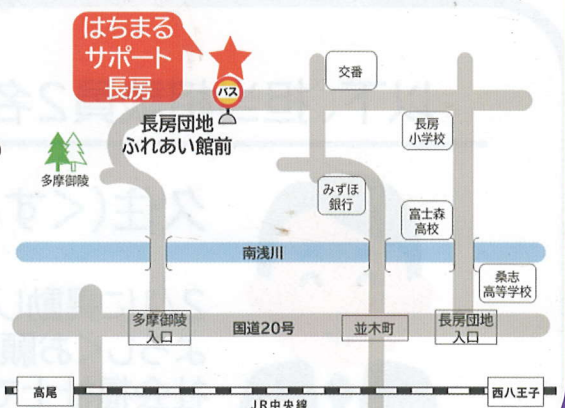 はちまる
サポート
長房
バス
交番
長房団地
ふれあい館前
長房
小学校
多摩御陵
みずほ
銀行
富士森
高校
南浅川
桑志
高等学校
多摩御陵
入口
国道20号
並木町
長房団地
入口
高尾
JR中央線
西八王子